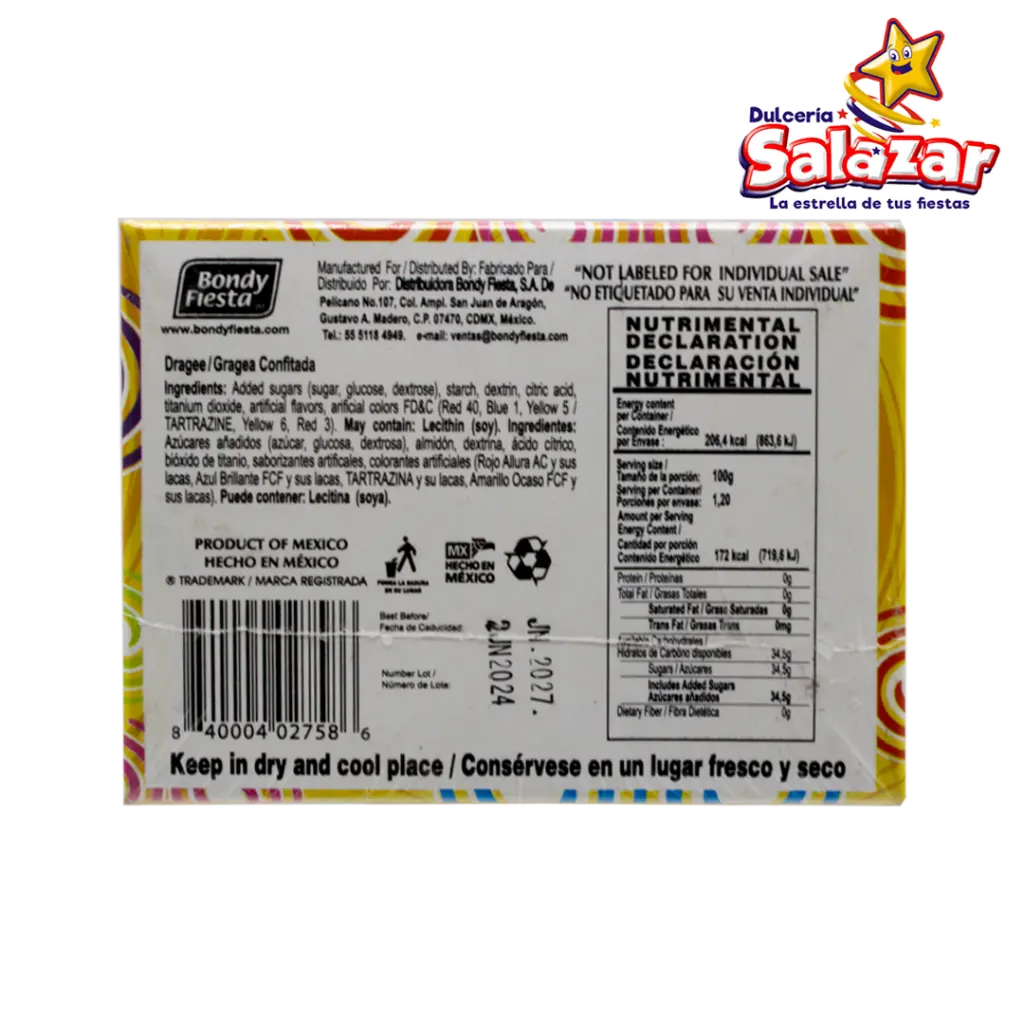 Dulcería
Salazar
La estrella de tus fiestas
Bondy
Fiesta
www.bondyfiesta.com
Manufactured For / Distributed By: Fabricado Para /
Distribuido Por: Distribuidora Bondy Fiesta, S.A. De
Pelicano No.107, Col. Ampl. San Juan de Aragón,
Gustavo A. Madero, C.P. 07470, CDMX, México.
Tel.: 55 5118 4949. e-mail: ventas@bondyfiesta.com
"NOT LABELED FOR INDIVIDUAL SALE"
"NO ETIQUETADO PARA SU VENTA INDIVIDUAL"
Dragee/Gragea Confitada
Ingredients: Added sugars (sugar, glucose, dextrose), starch, dextrin, citric acid,
titanium dioxide, artificial flavors, arificial colors FD&C (Red 40, Blue 1, Yellow 5 /
TARTRAZINE, Yellow 6, Red 3). May contain: Lecithin (soy). Ingredientes:
Azúcares añadidos (azúcar, glucosa, dextrosa), almidón, dextrina, ácido cítrico,
bióxido de titanio, saborizantes artificales, colorantes artificiales (Rojo Allura AC y sus
lacas, Azul Brillante FCF y sus lacas, TARTRAZINA y su lacas, Amarillo Ocaso FCF y
sus lacas). Puede contener: Lecitina (soya).
PRODUCT OF MEXICO
HECHO EN MÉXICO
® TRADEMARK / MARCA REGISTRADA
PONGA LA BASURA
EN SU LUGAR
MX
HECHO EN
MÉXICO
Best Before/
Fecha de Caducidad:
Number Lot /
Número de Lote:
2JN2024
JN.2027.
8 40004 02758 6
NUTRIMENTAL
DECLARATION
DECLARACIÓN
NUTRIMENTAL
Energy content
per Container /
Contenido Energético
por Envase : 206,4 kcal (863,6 kJ)
Serving size /
Tamaño de la porción: 100g
Serving per Container/
Porciones por envase: 1,20
Amount per Serving
Energy Content /
Cantidad por porción
Contenido Energético 172 kcal (719,6 kJ)
Protein / Proteínas 0g
Total Fat / Grasas Totales 0g
Saturated Fat / Grasas Saturadas 0g
Trans Fat / Grasas Trans 0mg
Available Carbohydrates /
Hidratos de Carbono disponibles 34,5g
Sugars / Azúcares 34,5g
Includes Added Sugars
Azúcares añadidos 34,5g
Dietary Fiber / Fibra Dietética 0g
Keep in dry and cool place / Consérvese en un lugar fresco y seco